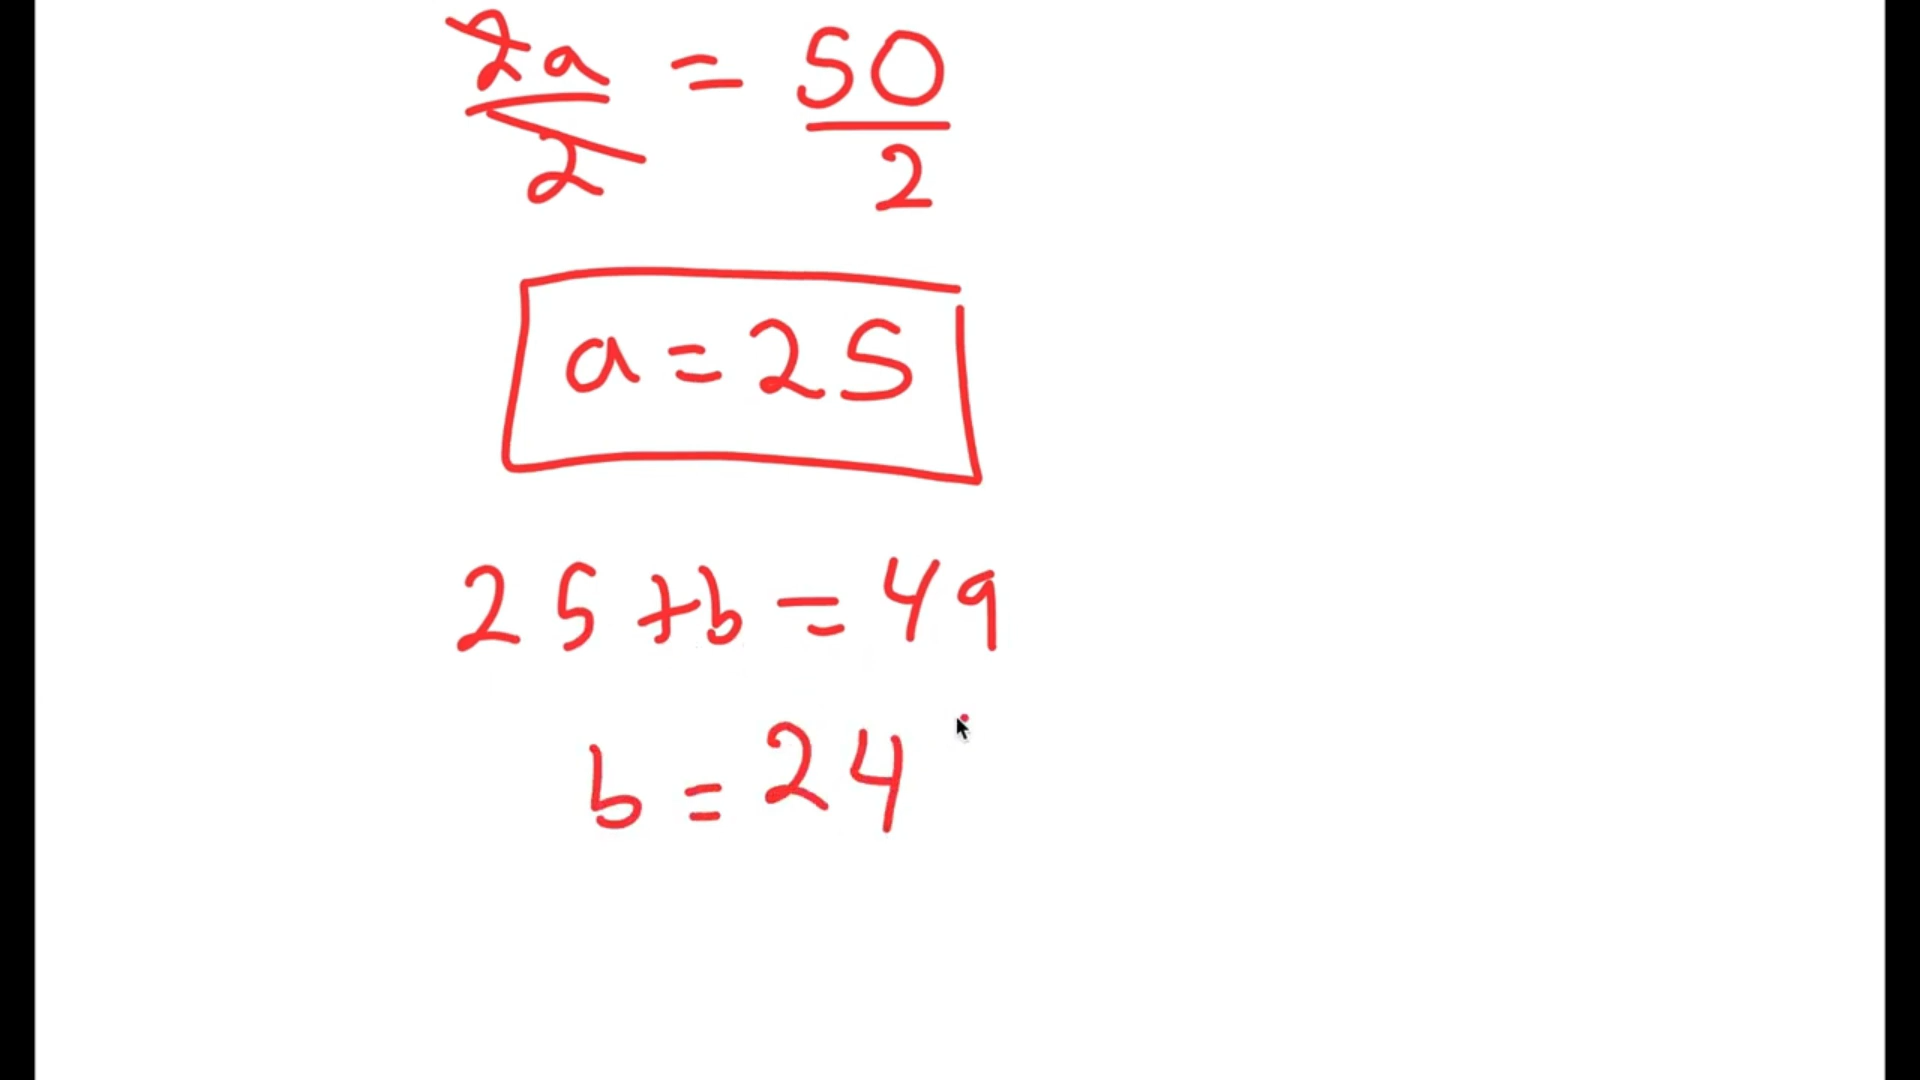 2a/2 = 50/2
a = 25
25 + b = 49
b = 24